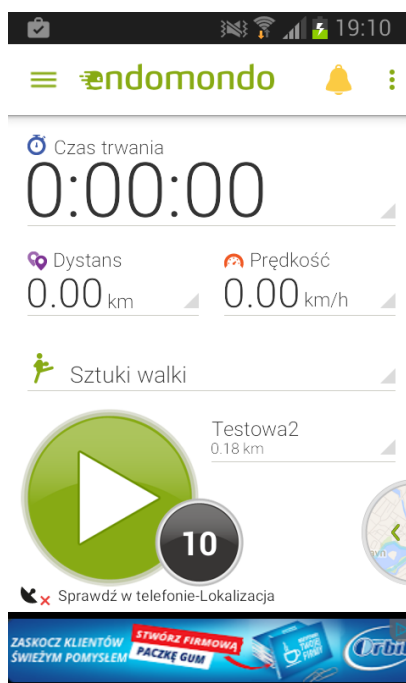 19:10
endomondo
Czas trwania
0:00:00
Dystans
Prędkość
0.00 km
0.00 km/h
Sztuki walki
Testowa2
0.18 km
10
Sprawdź w telefonie-Lokalizacja
ZASKOCZ KLIENTÓW
ŚWIEŻYM POMYSŁEM
STWÓRZ FIRMOWĄ
PACZKĘ GUM
Orbi